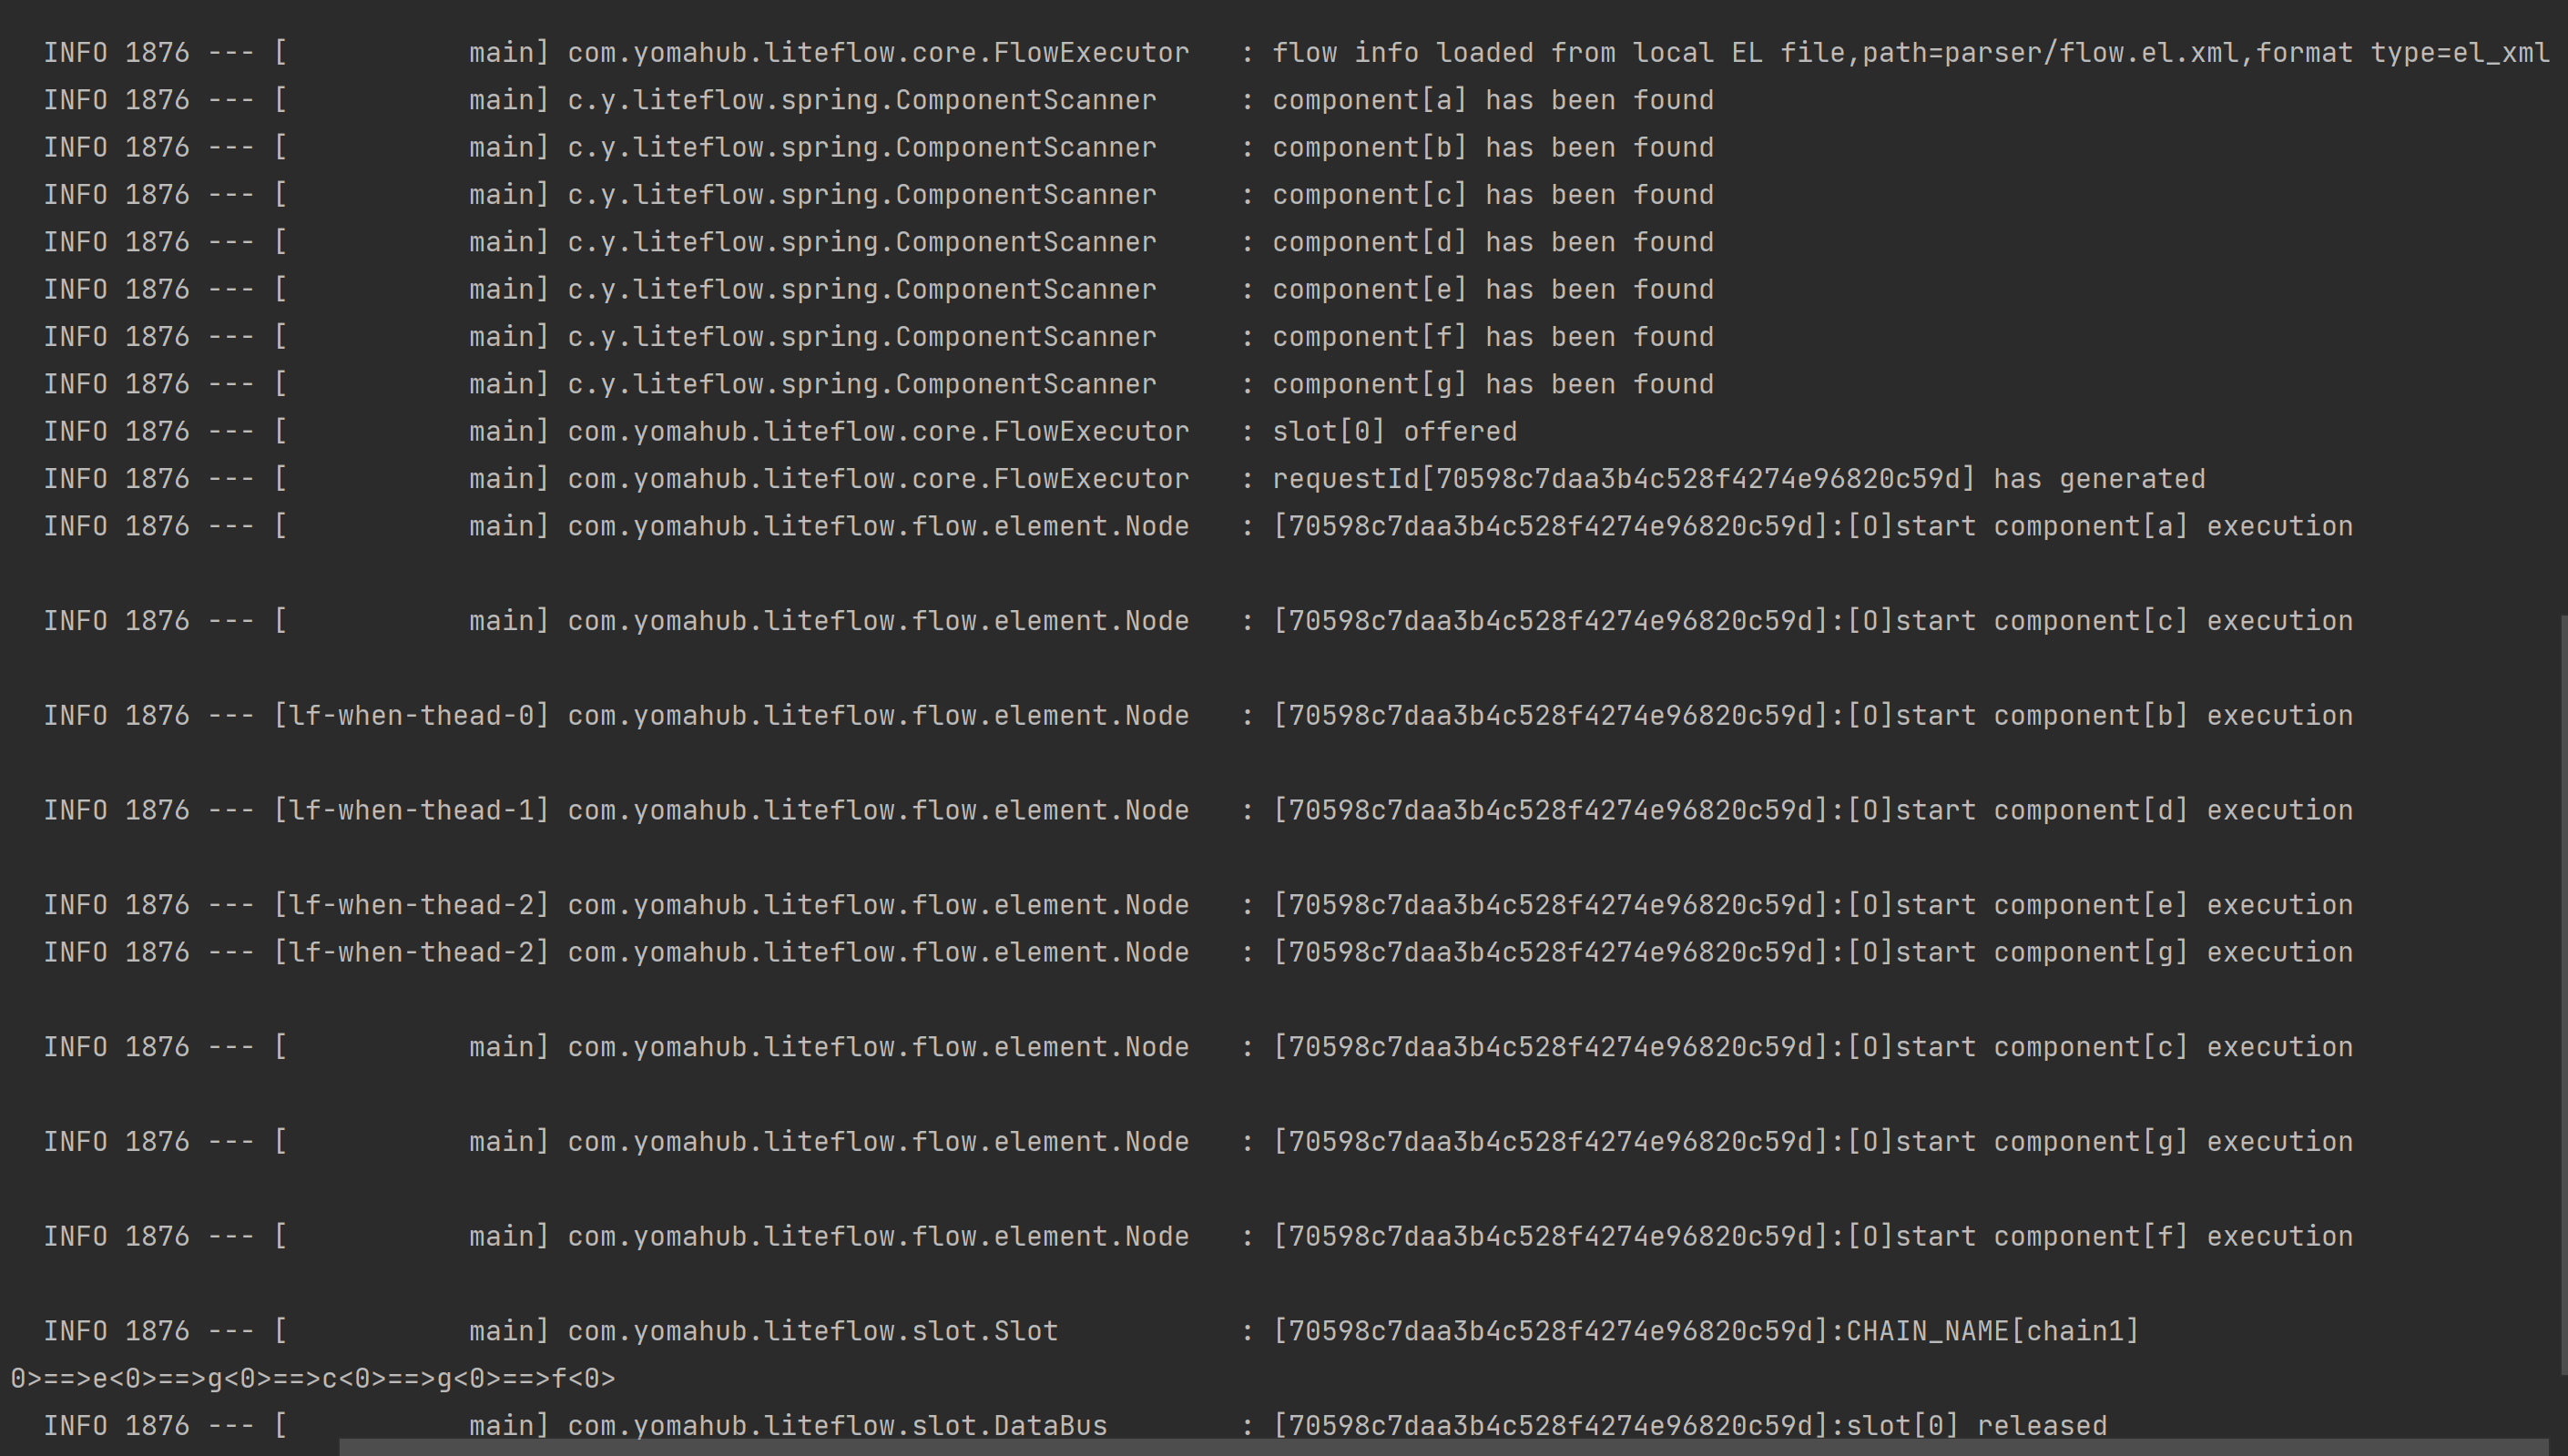 INFO 1876 --- [           main] com.yomahub.liteflow.core.FlowExecutor   : flow info loaded from local EL file,path=parser/flow.el.xml,format type=el_xml
INFO 1876 --- [           main] c.y.liteflow.spring.ComponentScanner     : component[a] has been found
INFO 1876 --- [           main] c.y.liteflow.spring.ComponentScanner     : component[b] has been found
INFO 1876 --- [           main] c.y.liteflow.spring.ComponentScanner     : component[c] has been found
INFO 1876 --- [           main] c.y.liteflow.spring.ComponentScanner     : component[d] has been found
INFO 1876 --- [           main] c.y.liteflow.spring.ComponentScanner     : component[e] has been found
INFO 1876 --- [           main] c.y.liteflow.spring.ComponentScanner     : component[f] has been found
INFO 1876 --- [           main] c.y.liteflow.spring.ComponentScanner     : component[g] has been found
INFO 1876 --- [           main] com.yomahub.liteflow.core.FlowExecutor   : slot[0] offered
INFO 1876 --- [           main] com.yomahub.liteflow.core.FlowExecutor   : requestId[70598c7daa3b4c528f4274e96820c59d] has generated
INFO 1876 --- [           main] com.yomahub.liteflow.flow.element.Node   : [70598c7daa3b4c528f4274e96820c59d]:[O]start component[a] execution
INFO 1876 --- [           main] com.yomahub.liteflow.flow.element.Node   : [70598c7daa3b4c528f4274e96820c59d]:[O]start component[c] execution
INFO 1876 --- [lf-when-thead-0] com.yomahub.liteflow.flow.element.Node   : [70598c7daa3b4c528f4274e96820c59d]:[O]start component[b] execution
INFO 1876 --- [lf-when-thead-1] com.yomahub.liteflow.flow.element.Node   : [70598c7daa3b4c528f4274e96820c59d]:[O]start component[d] execution
INFO 1876 --- [lf-when-thead-2] com.yomahub.liteflow.flow.element.Node   : [70598c7daa3b4c528f4274e96820c59d]:[O]start component[e] execution
INFO 1876 --- [lf-when-thead-2] com.yomahub.liteflow.flow.element.Node   : [70598c7daa3b4c528f4274e96820c59d]:[O]start component[g] execution
INFO 1876 --- [           main] com.yomahub.liteflow.flow.element.Node   : [70598c7daa3b4c528f4274e96820c59d]:[O]start component[c] execution
INFO 1876 --- [           main] com.yomahub.liteflow.flow.element.Node   : [70598c7daa3b4c528f4274e96820c59d]:[O]start component[g] execution
INFO 1876 --- [           main] com.yomahub.liteflow.flow.element.Node   : [70598c7daa3b4c528f4274e96820c59d]:[O]start component[f] execution
INFO 1876 --- [           main] com.yomahub.liteflow.slot.Slot           : [70598c7daa3b4c528f4274e96820c59d]:CHAIN_NAME[chain1]
0>==>e<0>==>g<0>==>c<0>==>g<0>==>f<0>
INFO 1876 --- [           main] com.yomahub.liteflow.slot.DataBus        : [70598c7daa3b4c528f4274e96820c59d]:slot[0] released